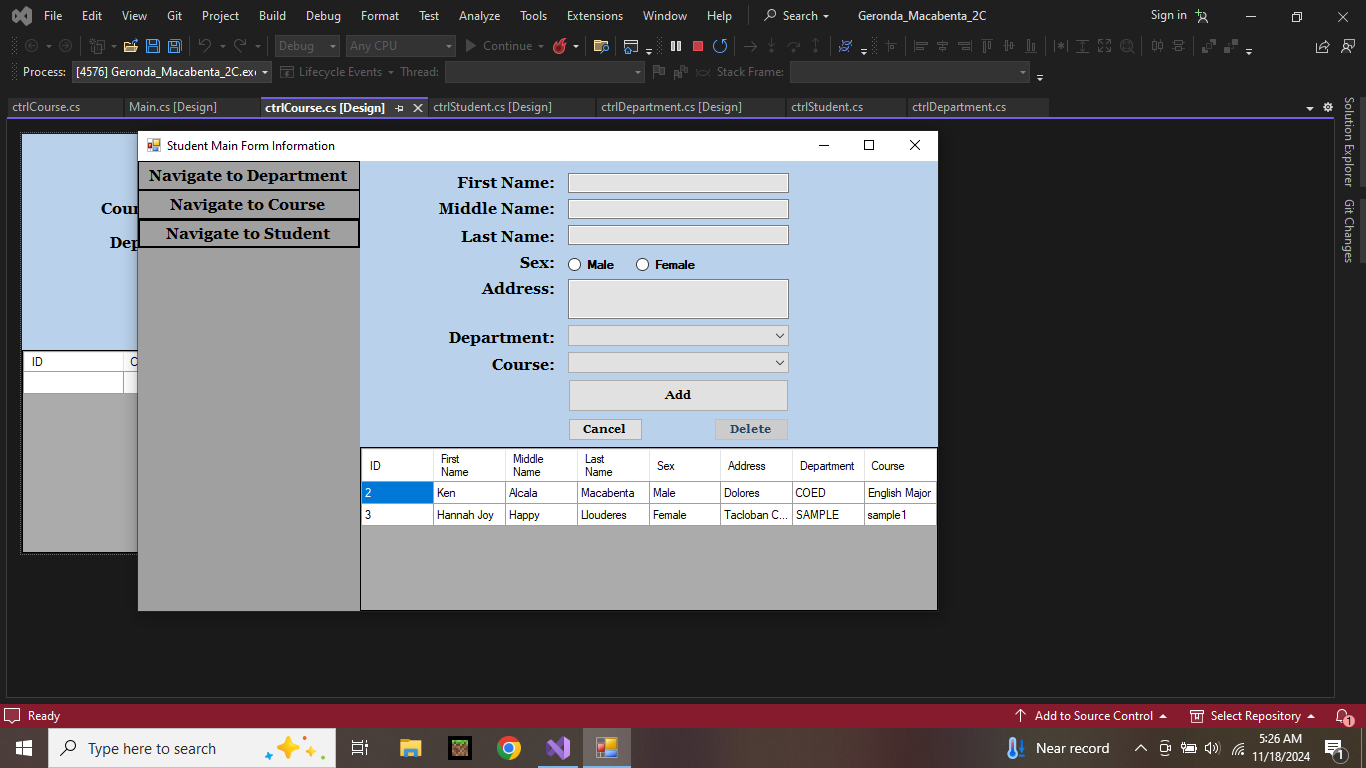 File Edit View Git Project Build Debug Format Test Analyze Tools Extensions Window Help Search Geronda_Macabenta_2C Sign in
Debug Any CPU Continue
Process: [4576] Geronda_Macabenta_2C.exe Lifecycle Events Thread: Stack Frame:
ctrlCourse.cs Main.cs [Design] ctrlCourse.cs [Design] ctrlStudent.cs [Design] ctrlDepartment.cs [Design] ctrlStudent.cs ctrlDepartment.cs
Solution Explorer
Git Changes
Cour
Dep
ID
Student Main Form Information
Navigate to Department
Navigate to Course
Navigate to Student
First Name:
Middle Name:
Last Name:
Sex: Male Female
Address:
Department:
Course:
Add
Cancel Delete
ID First Name Middle Name Last Name Sex Address Department Course
2 Ken Alcala Macabenta Male Dolores COED English Major
3 Hannah Joy Happy Llouderes Female Tacloban C... SAMPLE sample1
Ready Add to Source Control Select Repository 1
Type here to search Near record 5:26 AM
11/18/2024 1